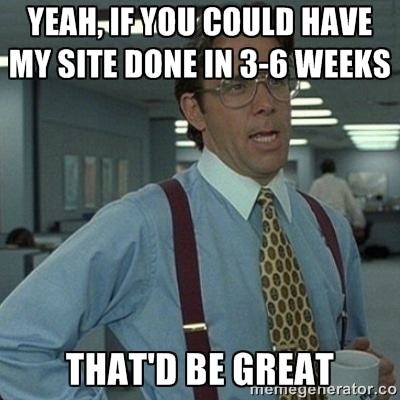 YEAH, IF YOU COULD HAVE
MY SITE DONE IN 3-6 WEEKS
THAT'D BE GREAT
memegenerator.co